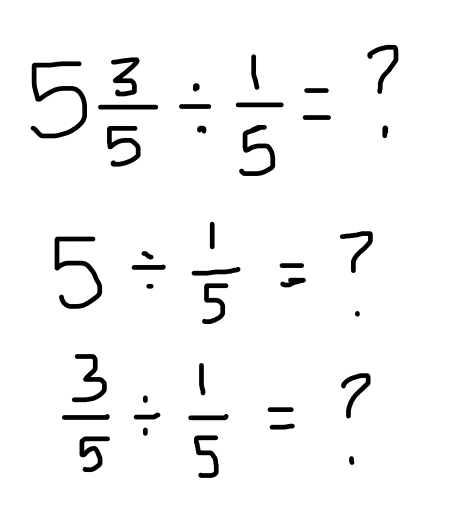 5 3/5 ÷ 1/5 = ?
5 ÷ 1/5 = ?
3/5 ÷ 1/5 = ?